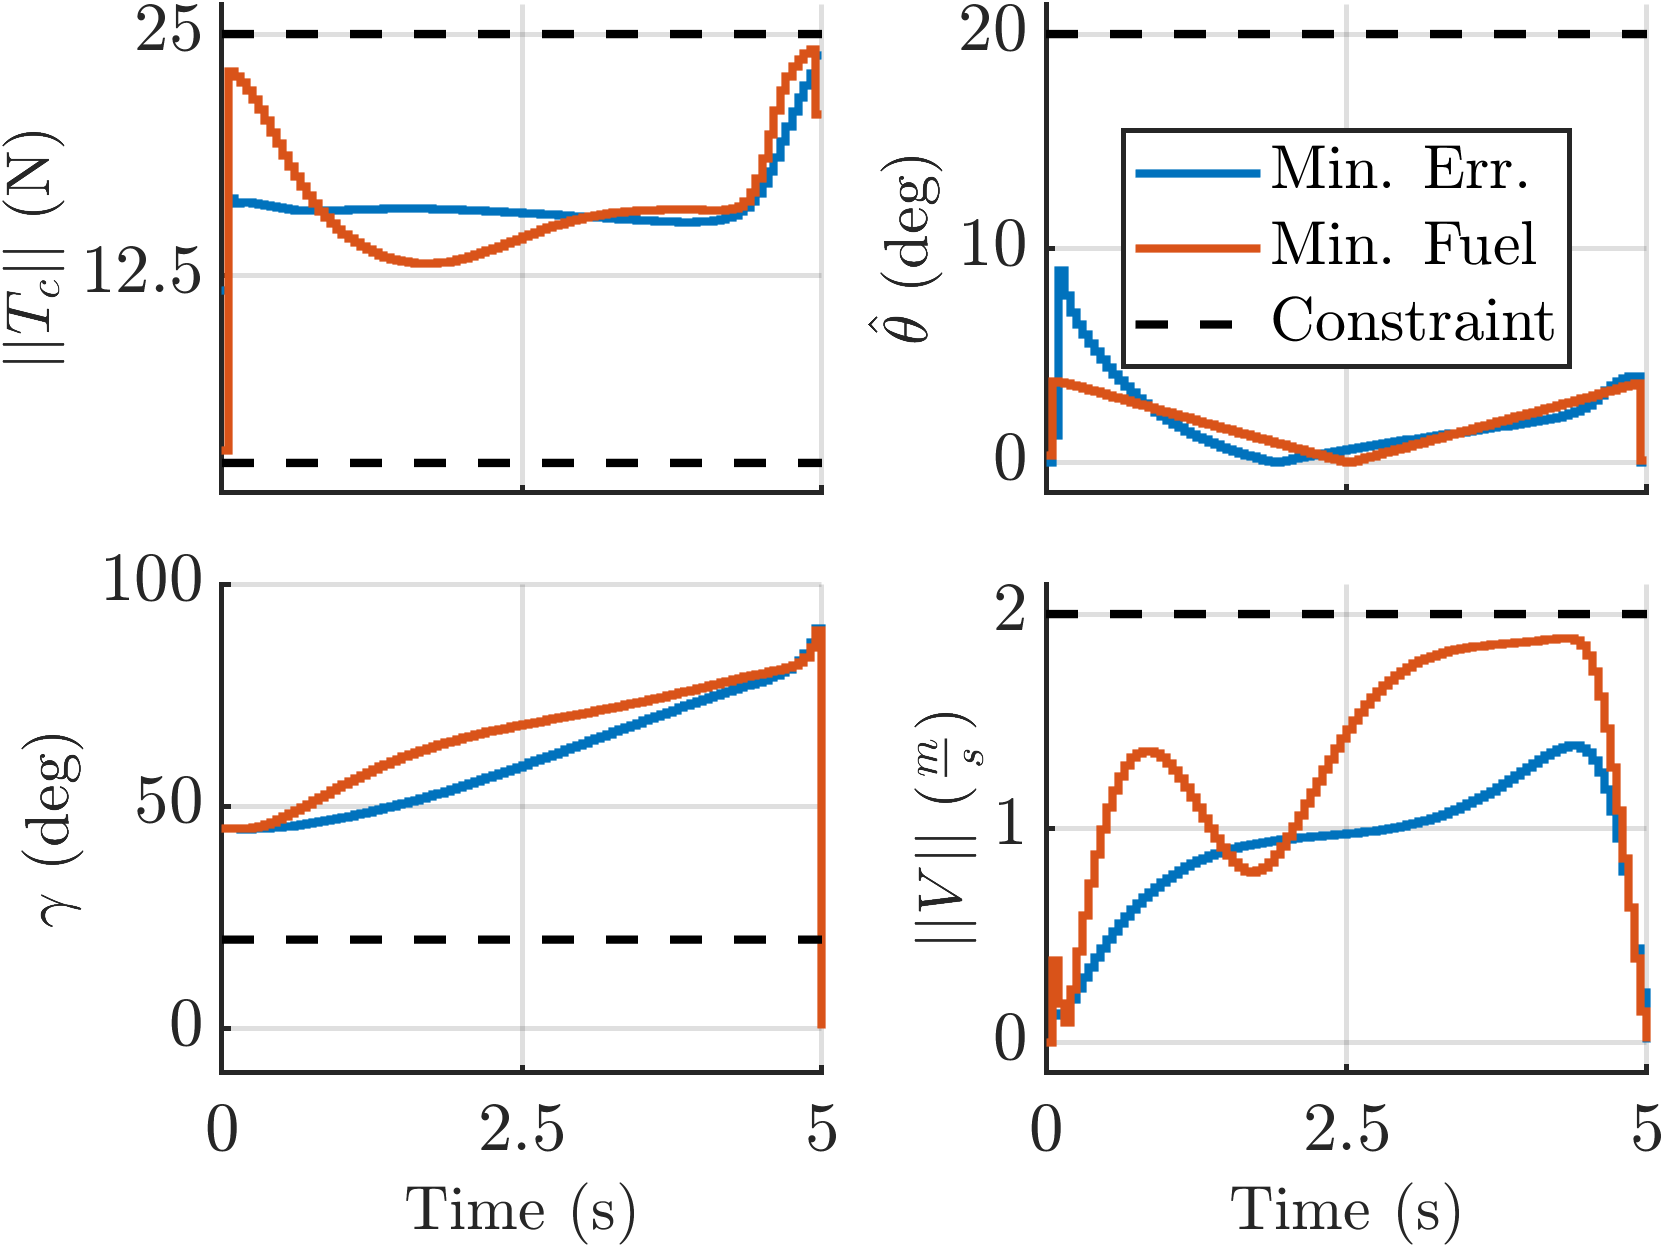 25
12.5
||T_c|| (N)
20
10
0
θ̂ (deg)
Min. Err.
Min. Fuel
Constraint
100
50
0
γ (deg)
0
2.5
5
Time (s)
2
1
0
||V|| (m/s)
0
2.5
5
Time (s)